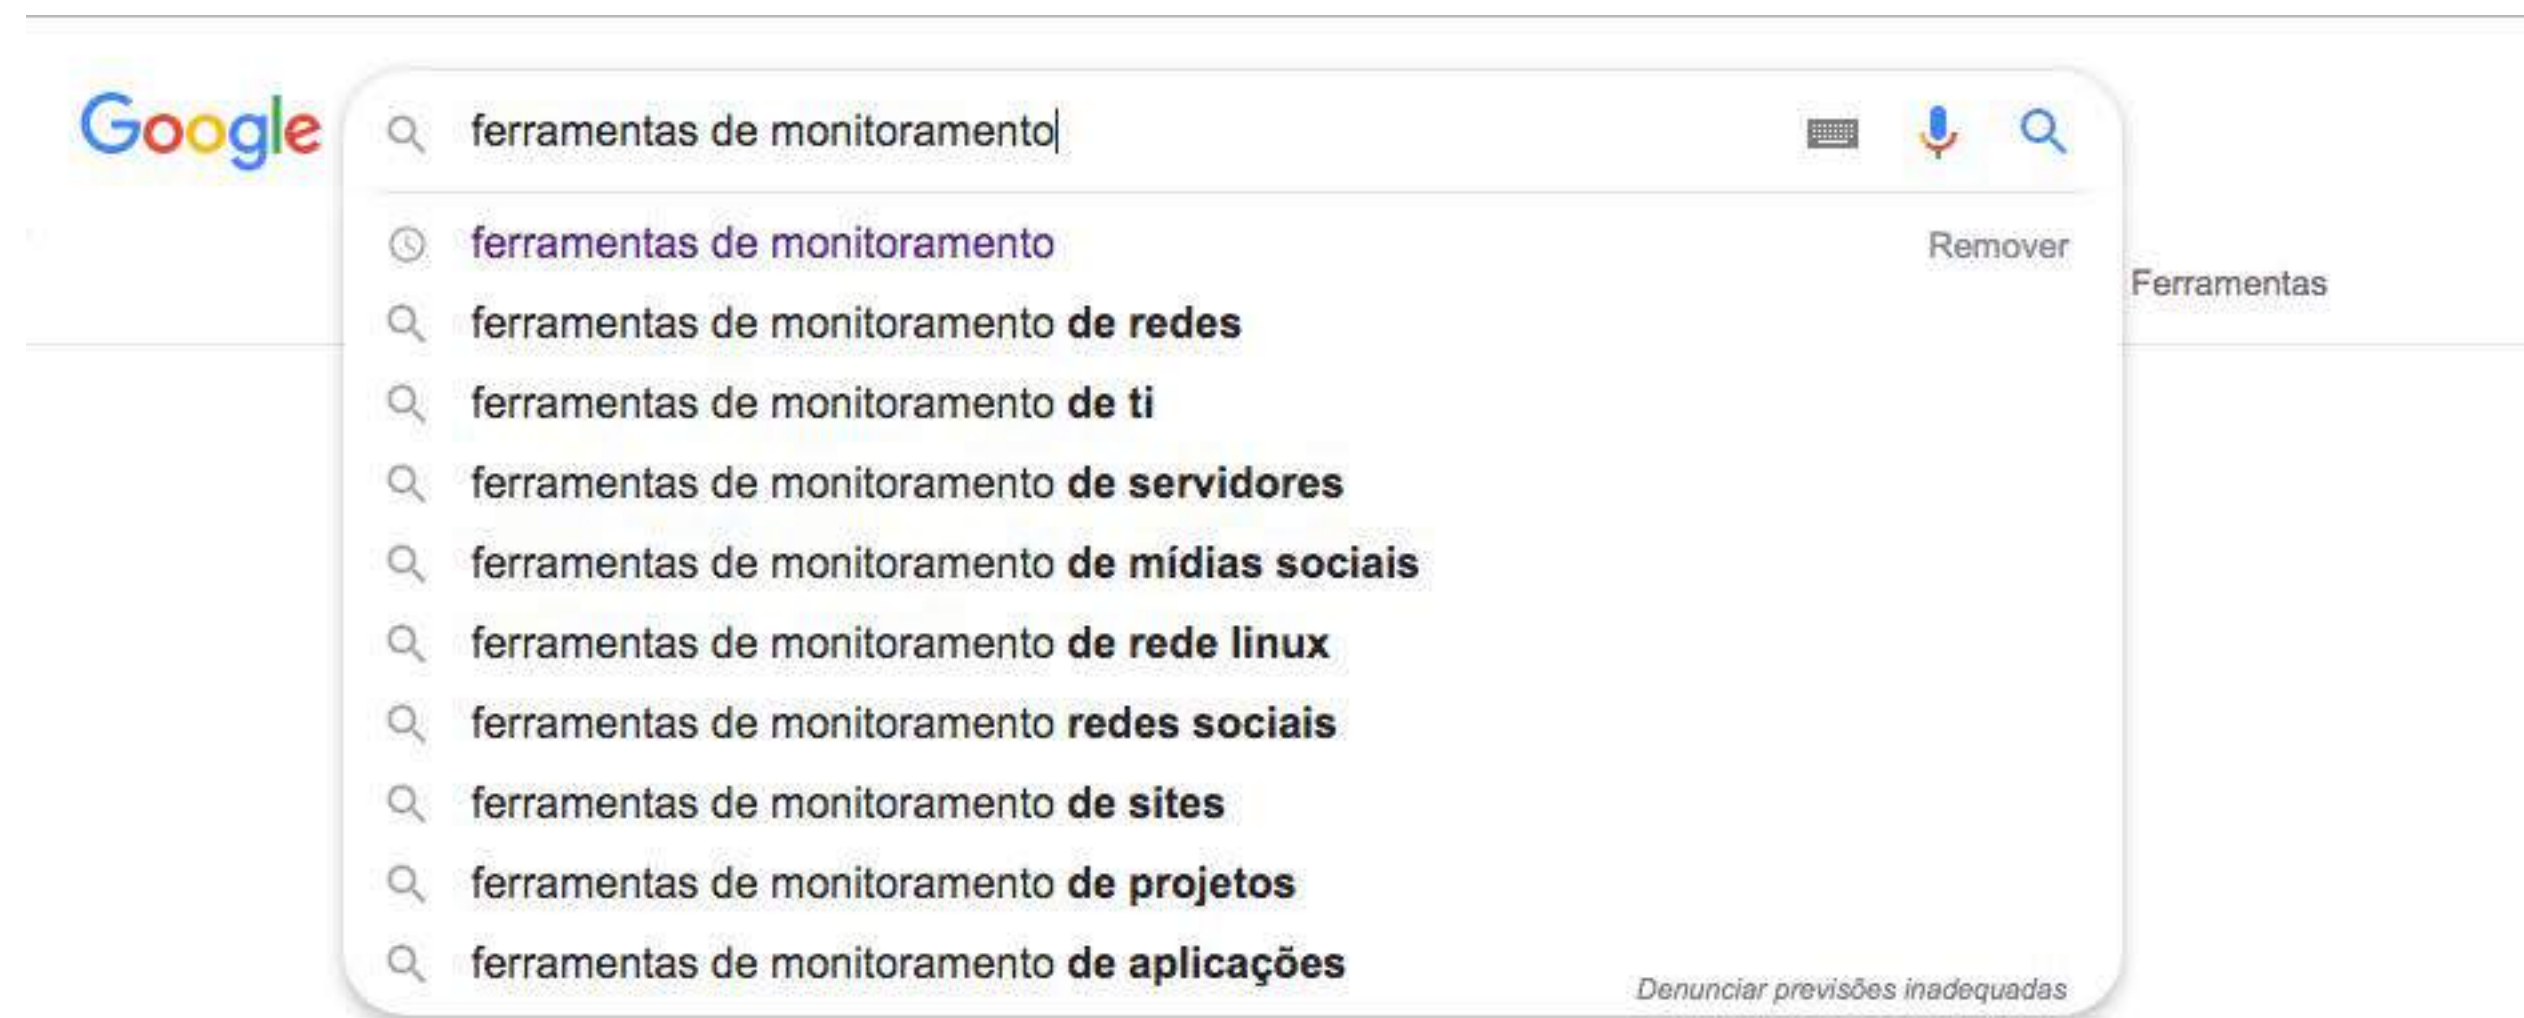 Google
ferramentas de monitoramento
ferramentas de monitoramento Remover
Ferramentas
ferramentas de monitoramento de redes
ferramentas de monitoramento de ti
ferramentas de monitoramento de servidores
ferramentas de monitoramento de mídias sociais
ferramentas de monitoramento de rede linux
ferramentas de monitoramento redes sociais
ferramentas de monitoramento de sites
ferramentas de monitoramento de projetos
ferramentas de monitoramento de aplicações
Denunciar previsões inadequadas